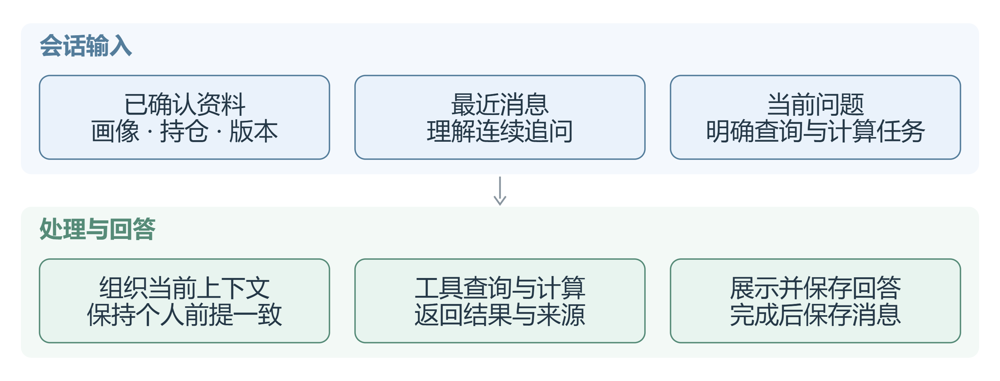 会话输入
已确认资料
画像 · 持仓 · 版本
最近消息
理解连续追问
当前问题
明确查询与计算任务
处理与回答
组织当前上下文
保持个人前提一致
工具查询与计算
返回结果与来源
展示并保存回答
完成后保存消息